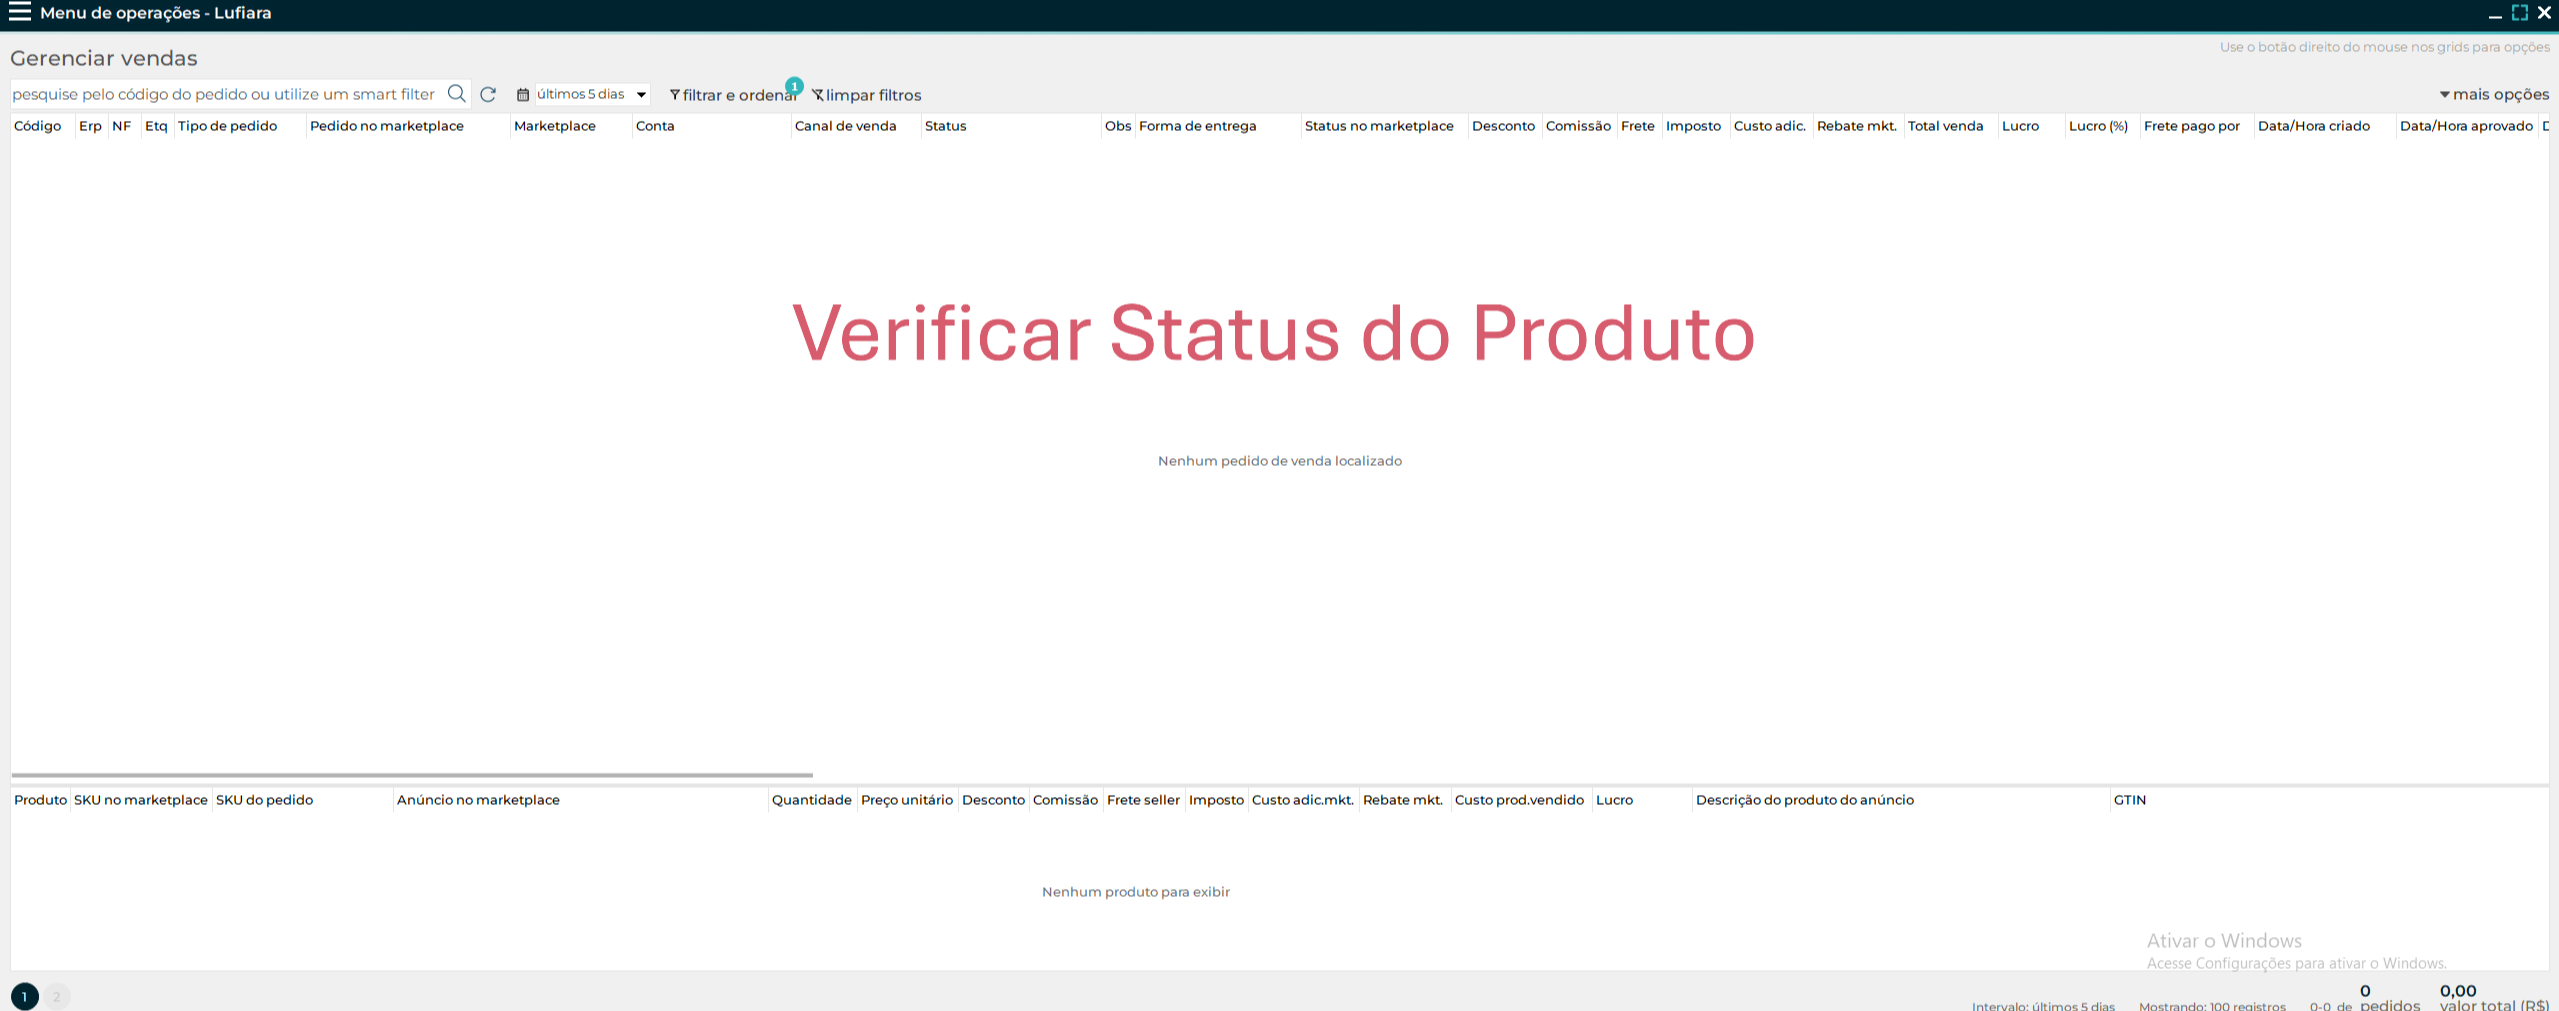 Menu de operações - Lufiara
Use o botão direito do mouse nos grids para opções
Gerenciar vendas
pesquise pelo código do pedido ou utilize um smart filter últimos 5 dias filtrar e ordenar 1 limpar filtros mais opções
Código Erp NF Etq Tipo de pedido Pedido no marketplace Marketplace Conta Canal de venda Status Obs Forma de entrega Status no marketplace Desconto Comissão Frete Imposto Custo adic. Rebate mkt. Total venda Lucro Lucro (%) Frete pago por Data/Hora criado Data/Hora aprovado
Verificar Status do Produto
Nenhum pedido de venda localizado
Produto SKU no marketplace SKU do pedido Anúncio no marketplace Quantidade Preço unitário Desconto Comissão Frete seller Imposto Custo adic.mkt. Rebate mkt. Custo prod.vendido Lucro Descrição do produto do anúncio GTIN
Nenhum produto para exibir
Ativar o Windows
Acesse Configurações para ativar o Windows.
1 2
0 0,00
Intervalo: últimos 5 dias Mostrando: 100 registros 0-0 de pedidos valor total (R$)